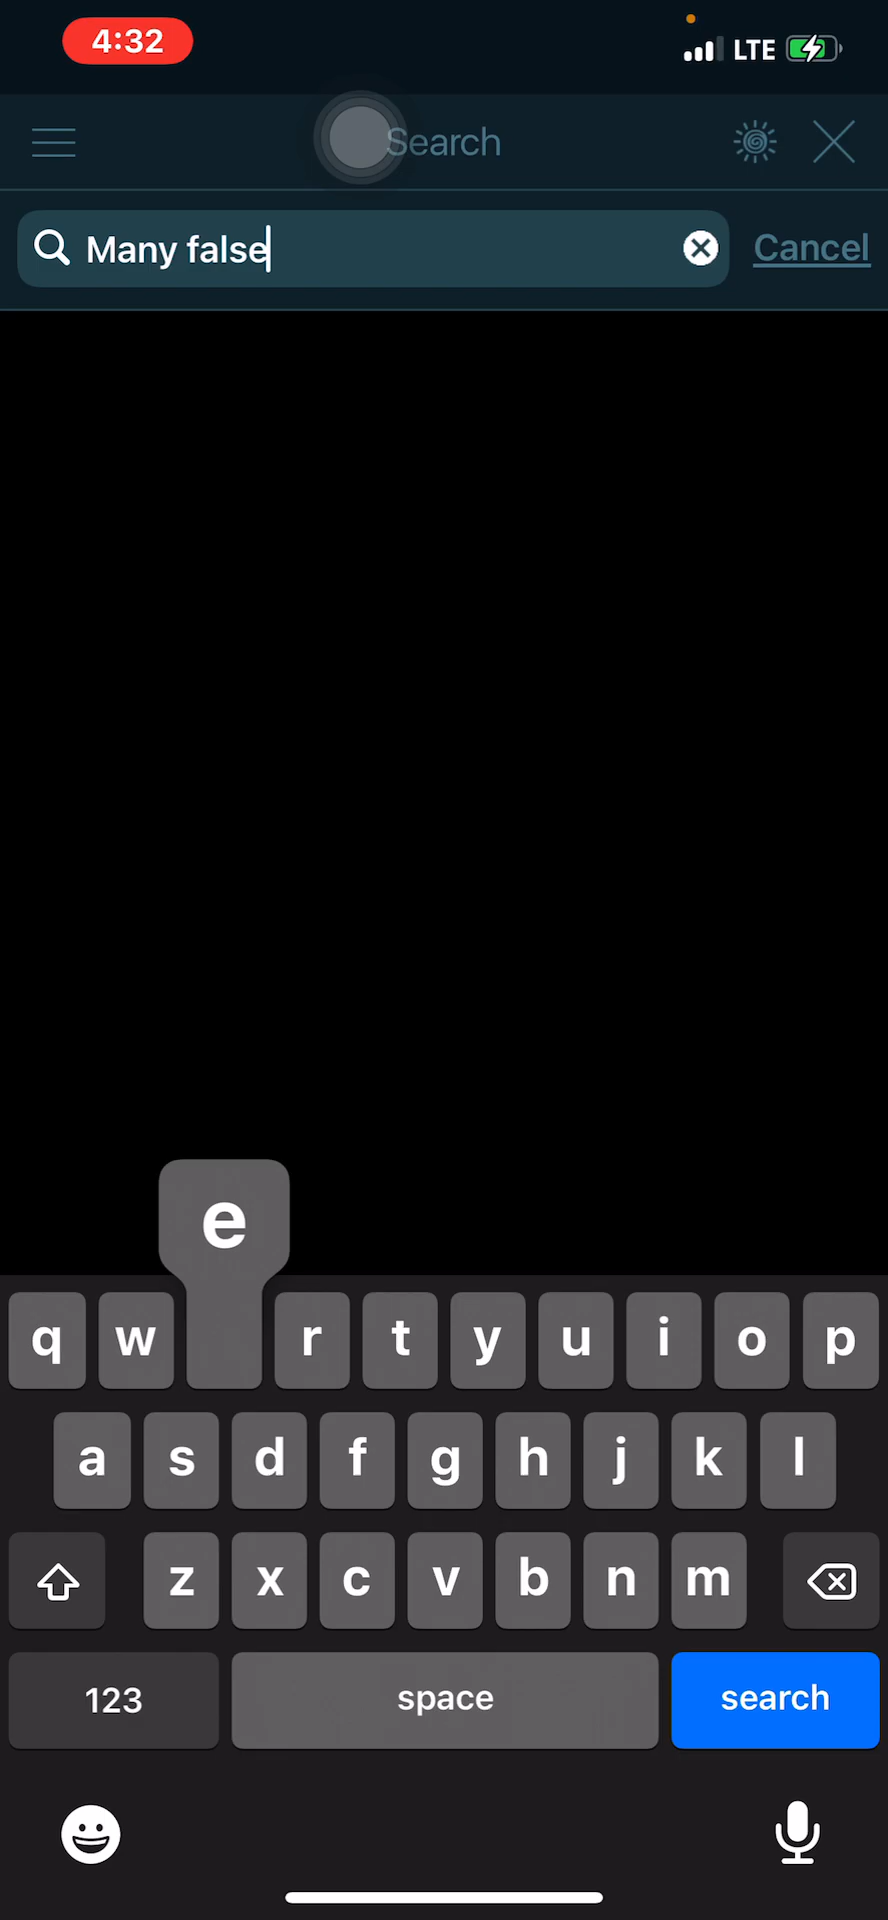 4:32
LTE
Search
Many false
Cancel
e
q w r t y u i o p
a s d f g h j k l
z x c v b n m
123 space search